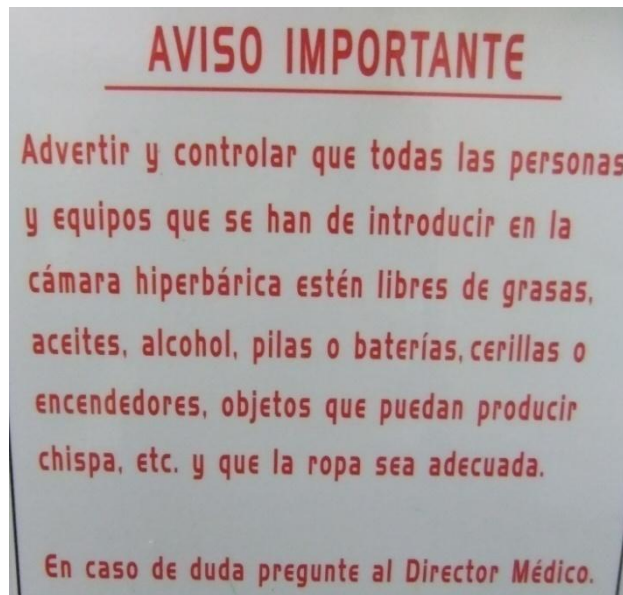 AVISO IMPORTANTE
Advertir y controlar que todas las personas
y equipos que se han de introducir en la
cámara hiperbárica estén libres de grasas,
aceites, alcohol, pilas o baterías, cerillas o
encendedores, objetos que puedan producir
chispa, etc. y que la ropa sea adecuada.
En caso de duda pregunte al Director Médico.